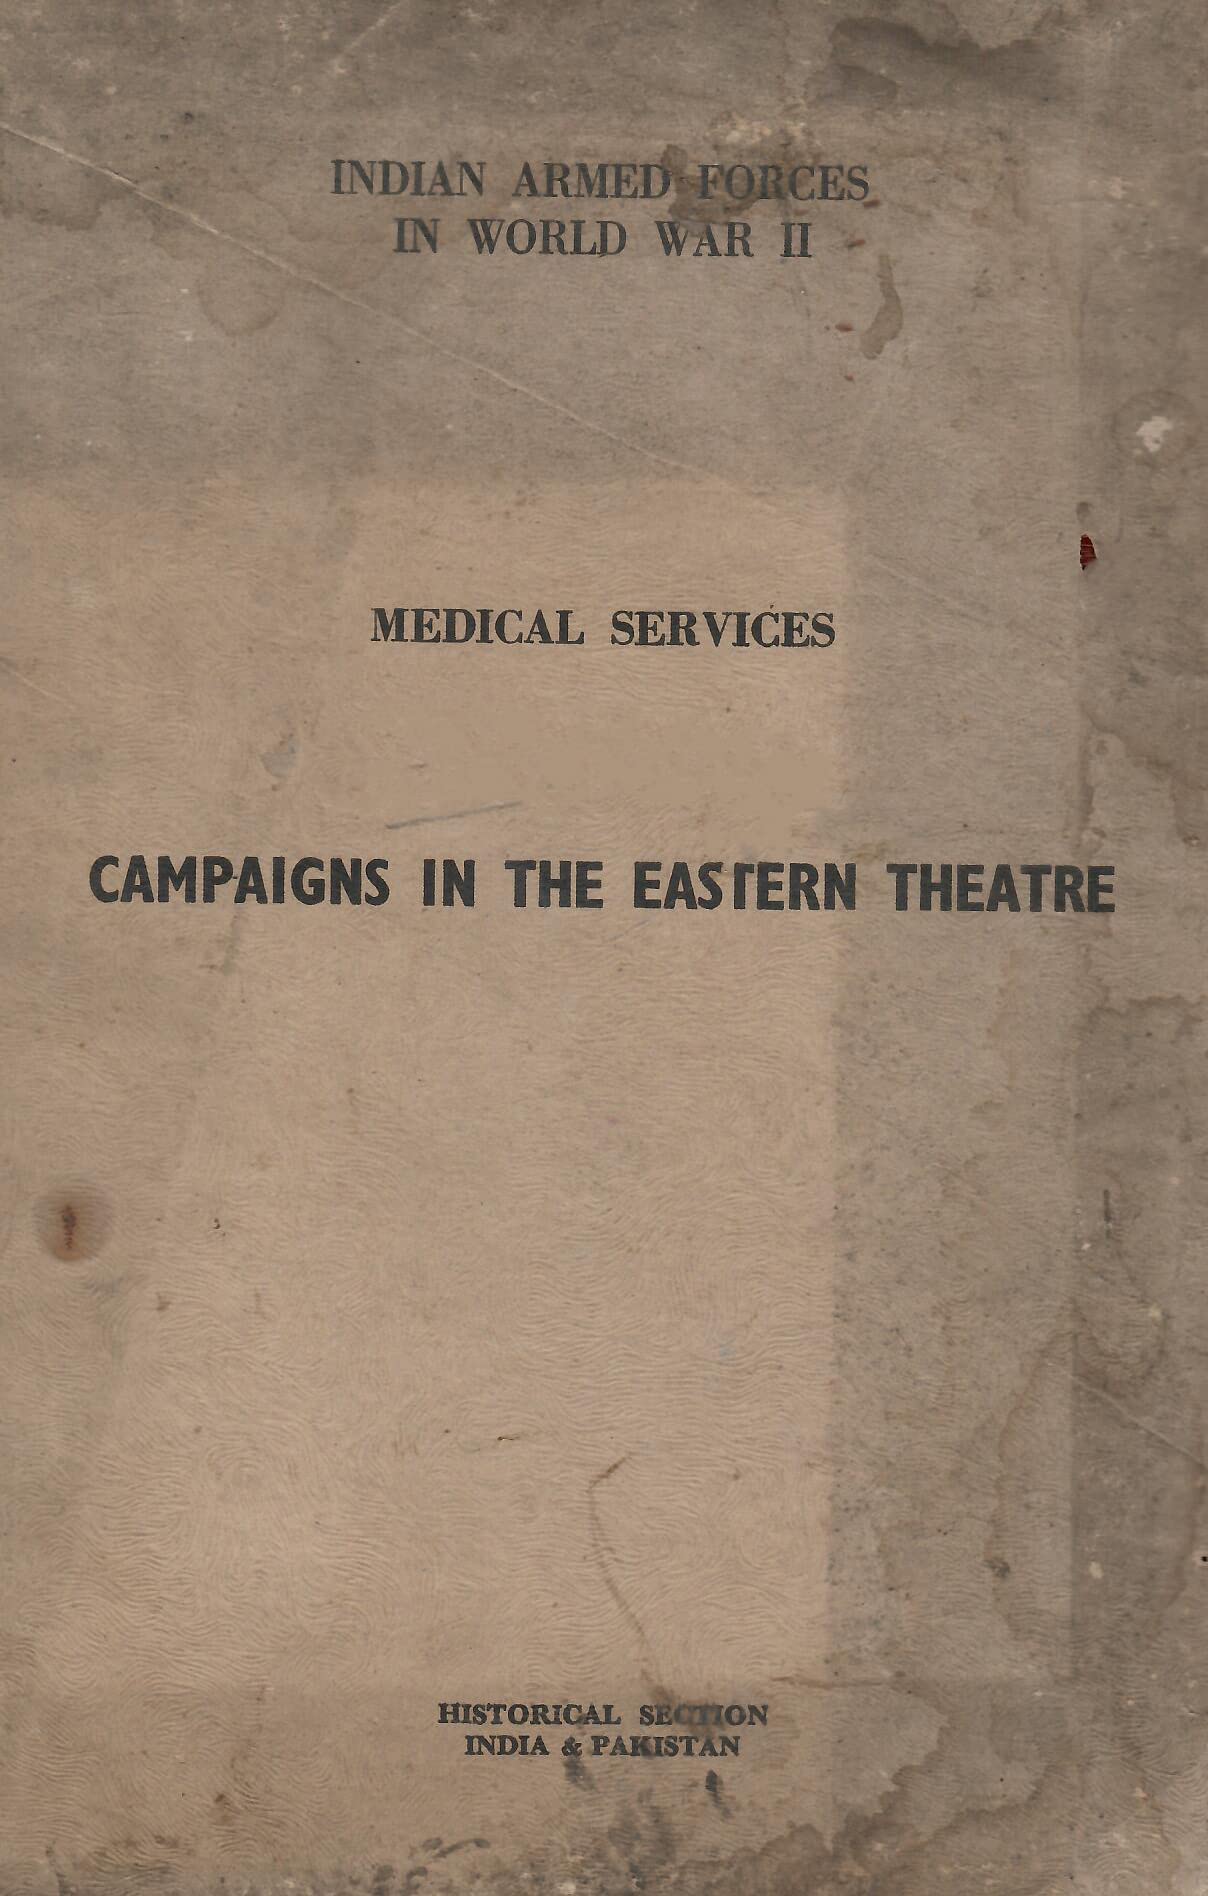 INDIAN ARMED FORCES
IN WORLD WAR II
MEDICAL SERVICES
CAMPAIGNS IN THE EASTERN THEATRE
HISTORICAL SECTION
INDIA & PAKISTAN